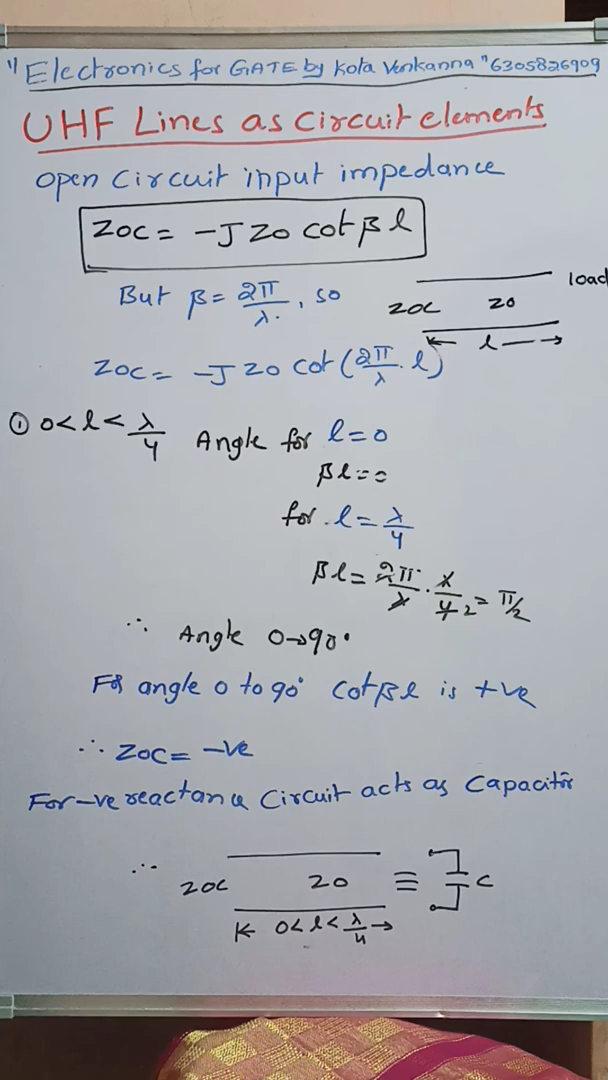 "Electronics for GATE by Kota Venkanna" 6305826909
UHF Lines as Circuit elements
open Circuit input impedance
Zoc = -J Zo cot βl
But β = 2π/λ, so
load
Zoc Zo
l
Zoc = -J Zo Cot (2π/λ . l)
① 0<l<λ/4 Angle for l=0
βl=0
for l=λ/4
βl = 2π/λ . λ/4 2 = π/2
∴ Angle 0→90°
For angle 0 to 90° Cotβl is +ve
∴ Zoc = -ve
For -ve reactance Circuit acts as Capacitor
∴ Zoc Zo ≡ C
0<l<λ/4